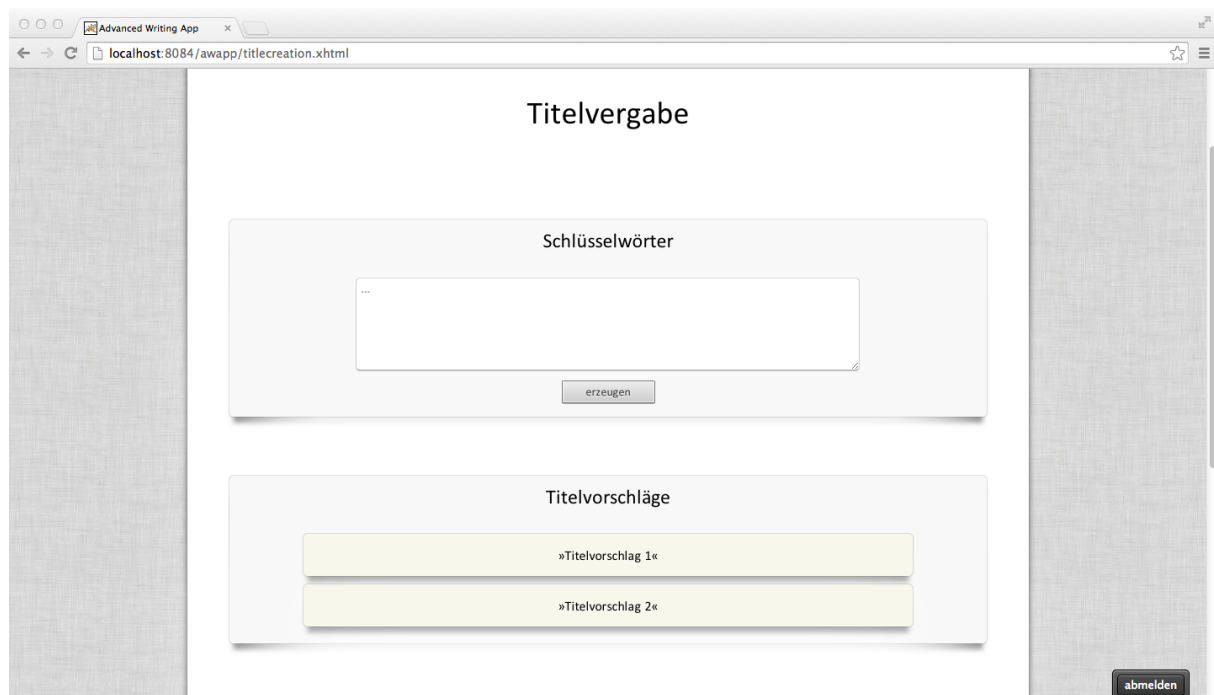 Advanced Writing App
localhost:8084/awapp/titlecreation.xhtml
Titelvergabe
Schlüsselwörter
...
erzeugen
Titelvorschläge
»Titelvorschlag 1«
»Titelvorschlag 2«
abmelden